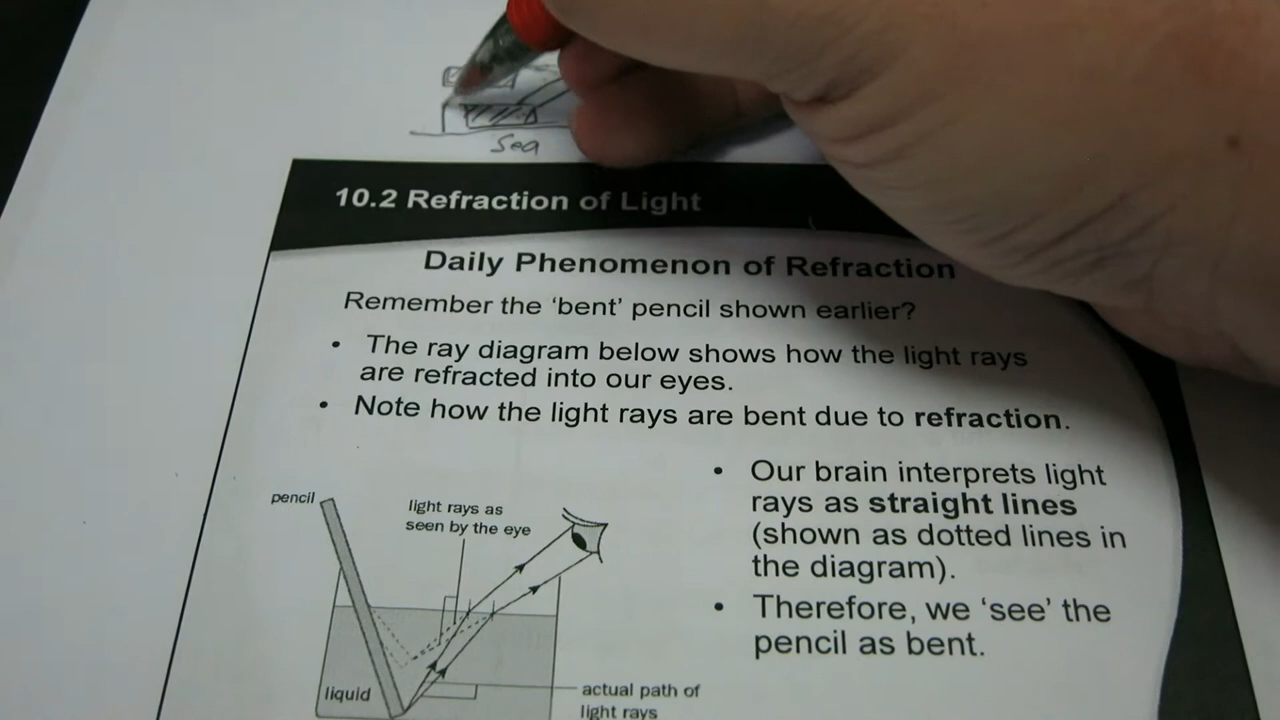 Sea
10.2 Refraction of Light
Daily Phenomenon of Refraction
Remember the ‘bent’ pencil shown earlier?
• The ray diagram below shows how the light rays
are refracted into our eyes.
• Note how the light rays are bent due to refraction.
• Our brain interprets light
rays as straight lines
(shown as dotted lines in
the diagram).
• Therefore, we ‘see’ the
pencil as bent.
pencil
light rays as
seen by the eye
liquid
actual path of
light rays